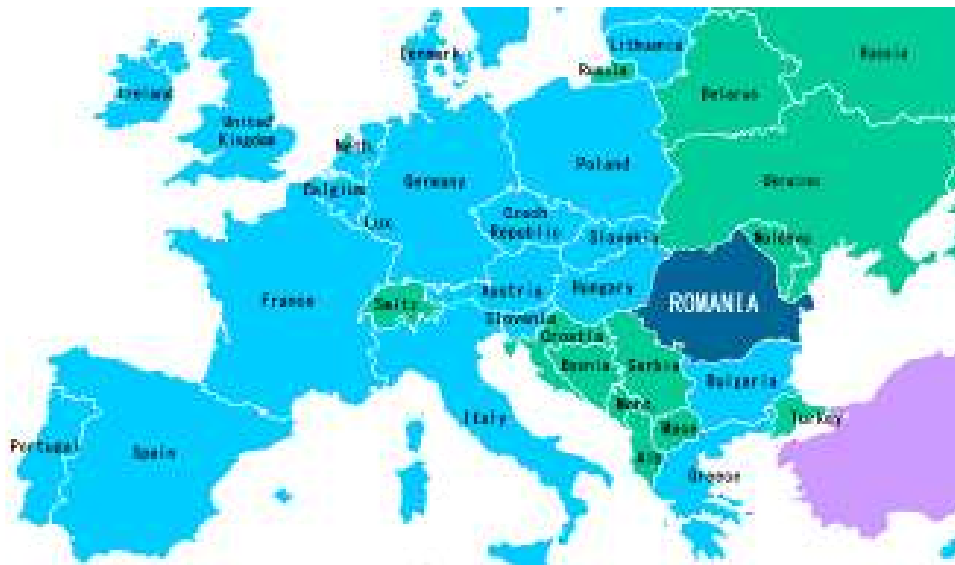 Denmark
Lithuania
Russia
Russia
Ireland
Belarus
United
Kingdom
Neth.
Poland
Belgium
Germany
Ukraine
Lux.
Czech
Republic
Slovakia
Moldova
France
Switz.
Austria
Hungary
ROMANIA
Slovenia
Croatia
Bosnia
Serbia
Bulgaria
Mont.
Italy
Turkey
Mace.
Portugal
Spain
Alb.
Greece